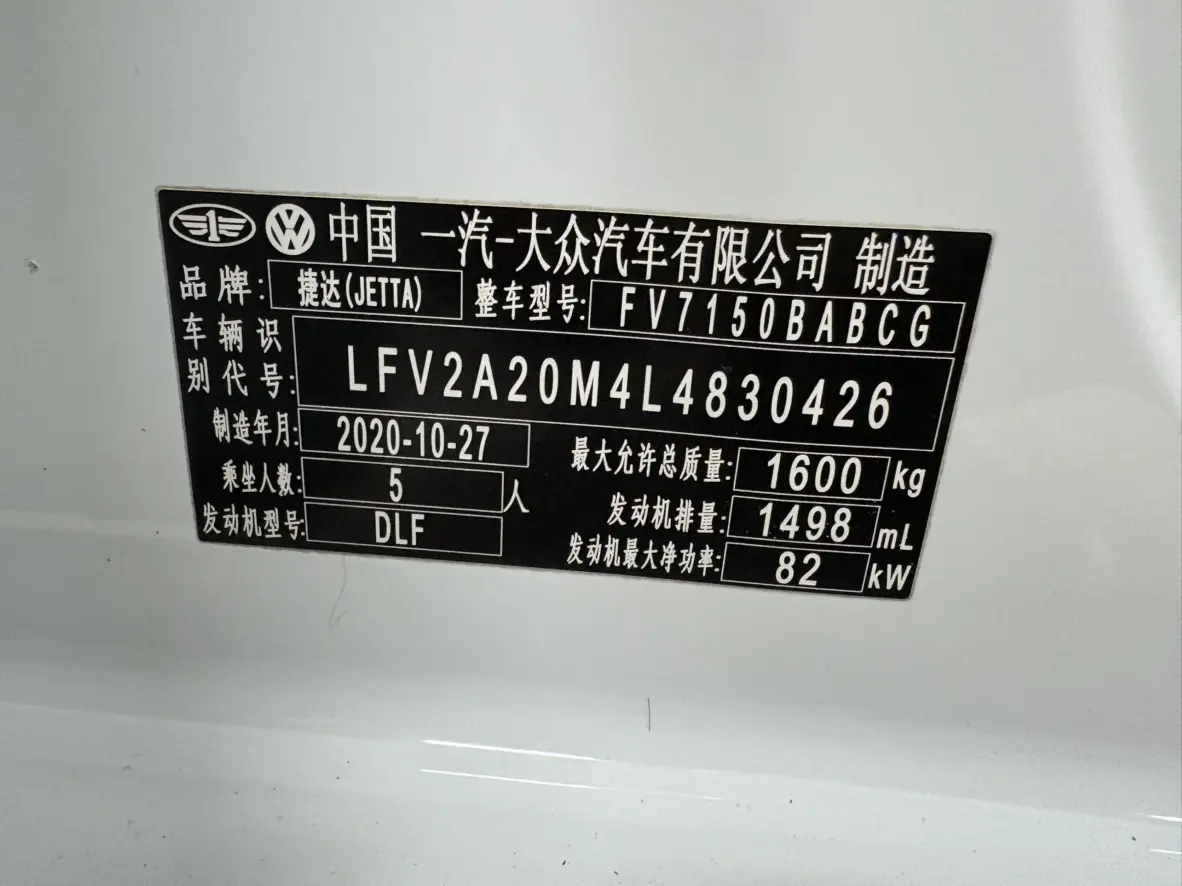 中国 一汽-大众汽车有限公司 制造
品牌: 捷达(JETTA) 整车型号: FV7150BABCG
车辆识别代号: LFV2A20M4L4830426
制造年月: 2020-10-27 最大允许总质量: 1600 kg
乘坐人数: 5 人 发动机排量: 1498 mL
发动机型号: DLF 发动机最大净功率: 82 kW